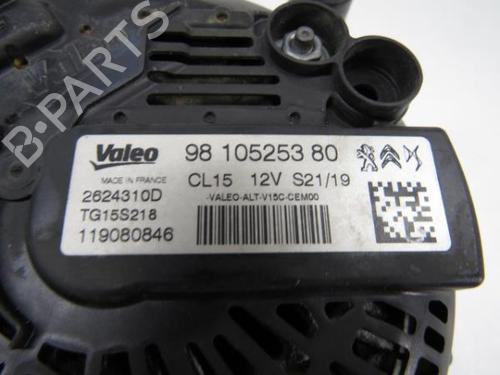 B-PARTS
Valeo
98 105253 80
MADE IN FRANCE
CL15 12V S21/19
2624310D
-VALEO-ALT-V15C-CEM00
TG15S218
119080846